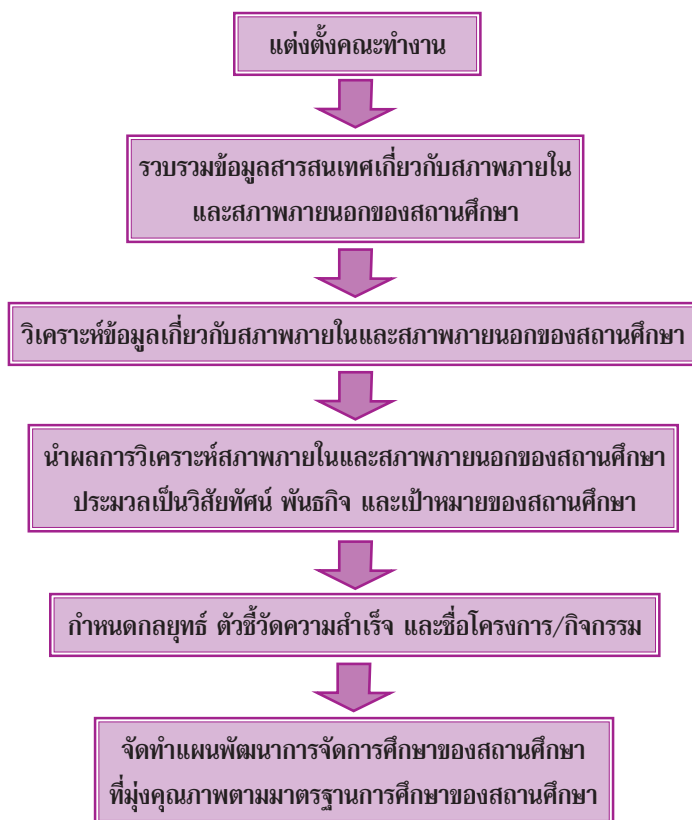 แต่งตั้งคณะทำงาน
รวบรวมข้อมูลสารสนเทศเกี่ยวกับสภาพภายใน
และสภาพภายนอกของสถานศึกษา
วิเคราะห์ข้อมูลเกี่ยวกับสภาพภายในและสภาพภายนอกของสถานศึกษา
นำผลการวิเคราะห์สภาพภายในและสภาพภายนอกของสถานศึกษา
ประมวลเป็นวิสัยทัศน์ พันธกิจ และเป้าหมายของสถานศึกษา
กำหนดกลยุทธ์ ตัวชี้วัดความสำเร็จ และชื่อโครงการ/กิจกรรม
จัดทำแผนพัฒนาการจัดการศึกษาของสถานศึกษา
ที่มุ่งคุณภาพตามมาตรฐานการศึกษาของสถานศึกษา